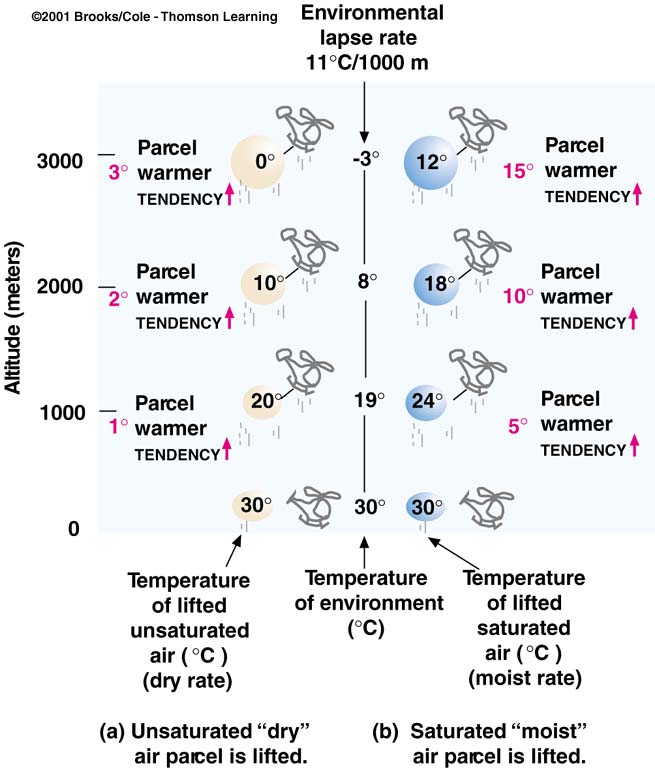 ©2001 Brooks/Cole - Thomson Learning
Environmental
lapse rate
11°C/1000 m
Altitude (meters)
3000
3°
Parcel
warmer
TENDENCY
0°
-3°
12°
15°
Parcel
warmer
TENDENCY
2000
2°
Parcel
warmer
TENDENCY
10°
8°
18°
10°
Parcel
warmer
TENDENCY
1000
1°
Parcel
warmer
TENDENCY
20°
19°
24°
5°
Parcel
warmer
TENDENCY
0
30°
30°
30°
Temperature
of lifted
unsaturated
air (°C )
(dry rate)
Temperature
of environment
(°C)
Temperature
of lifted
saturated
air (°C )
(moist rate)
(a) Unsaturated “dry”
air parcel is lifted.
(b) Saturated “moist”
air parcel is lifted.